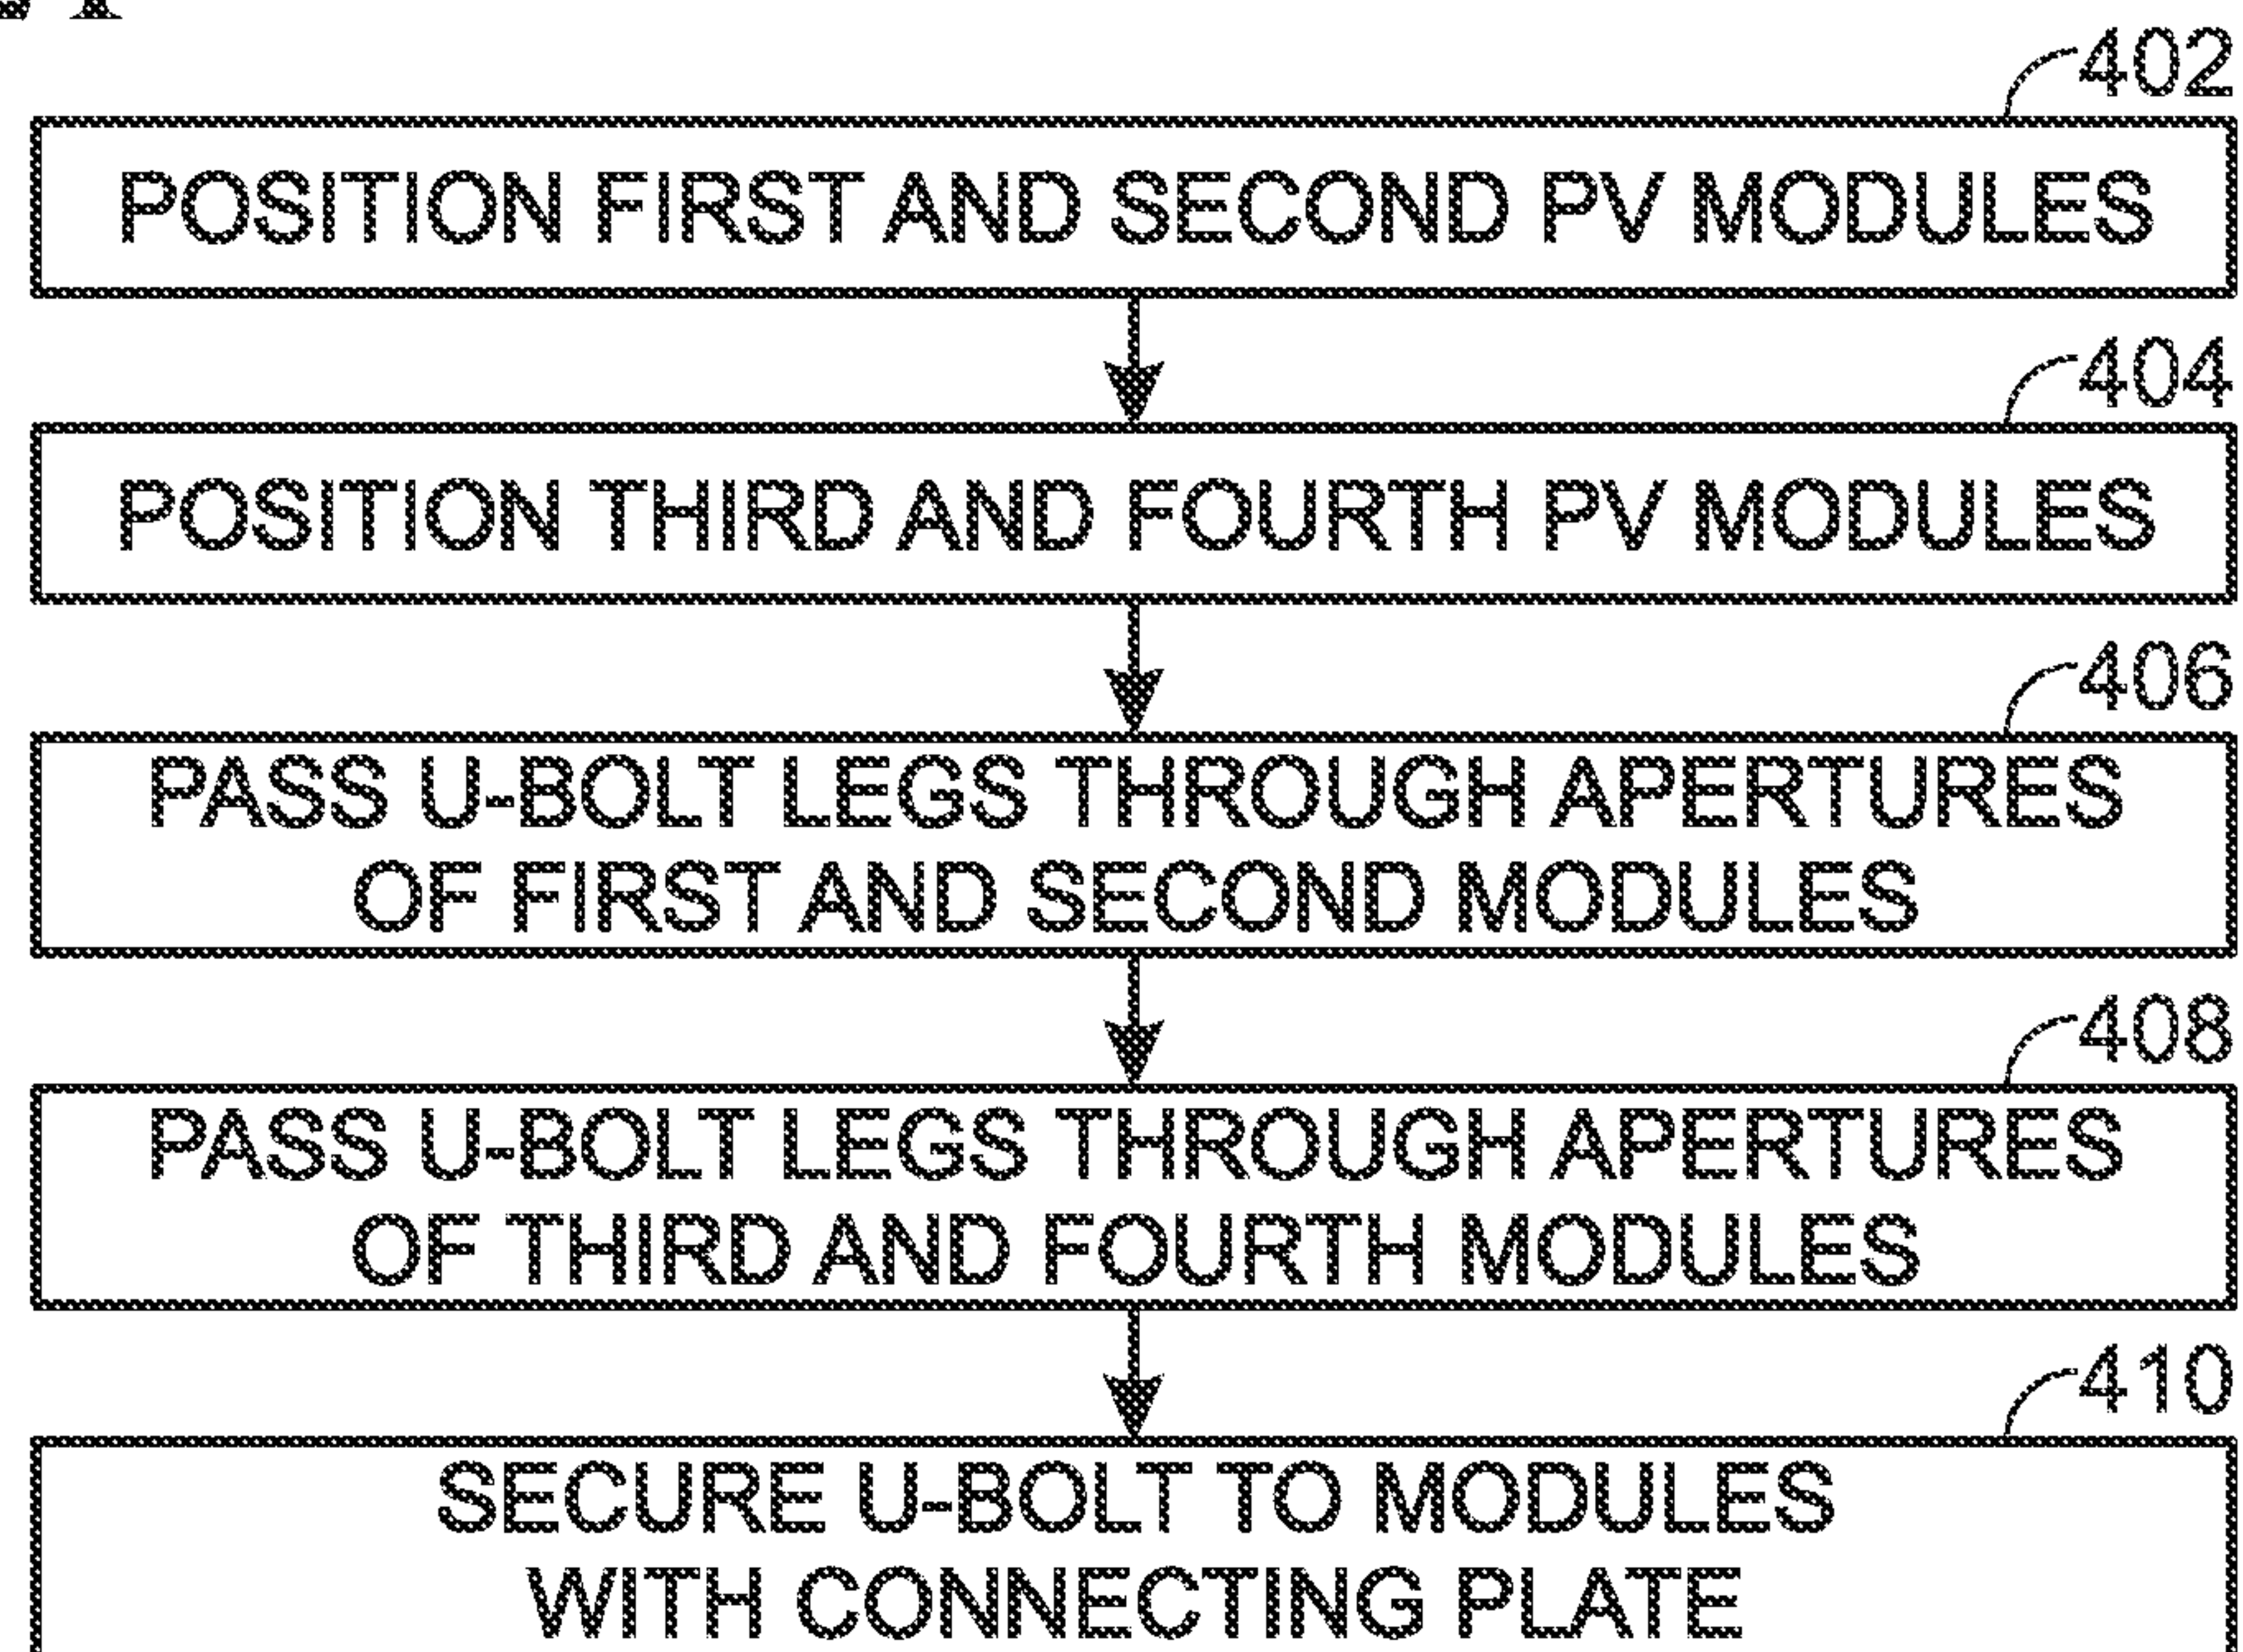 402
POSITION FIRST AND SECOND PV MODULES
404
POSITION THIRD AND FOURTH PV MODULES
406
PASS U-BOLT LEGS THROUGH APERTURES
OF FIRST AND SECOND MODULES
408
PASS U-BOLT LEGS THROUGH APERTURES
OF THIRD AND FOURTH MODULES
410
SECURE U-BOLT TO MODULES
WITH CONNECTING PLATE